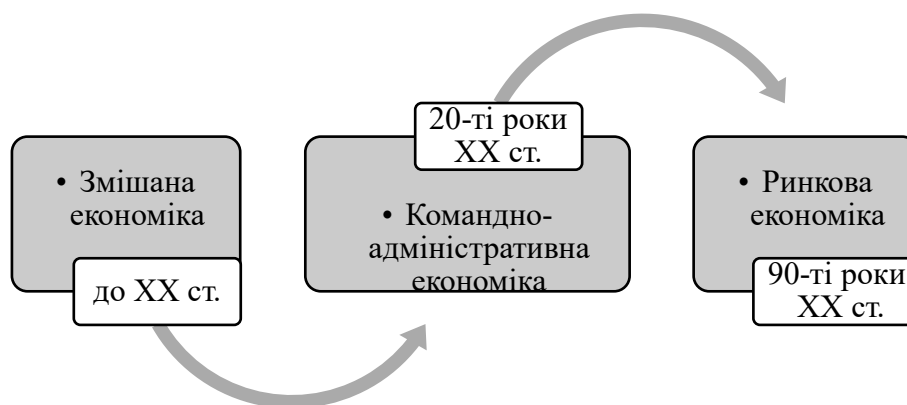 • Змішана
економіка
до XX ст.
20-ті роки
XX ст.
• Командно-
адміністративна
економіка
• Ринкова
економіка
90-ті роки
XX ст.